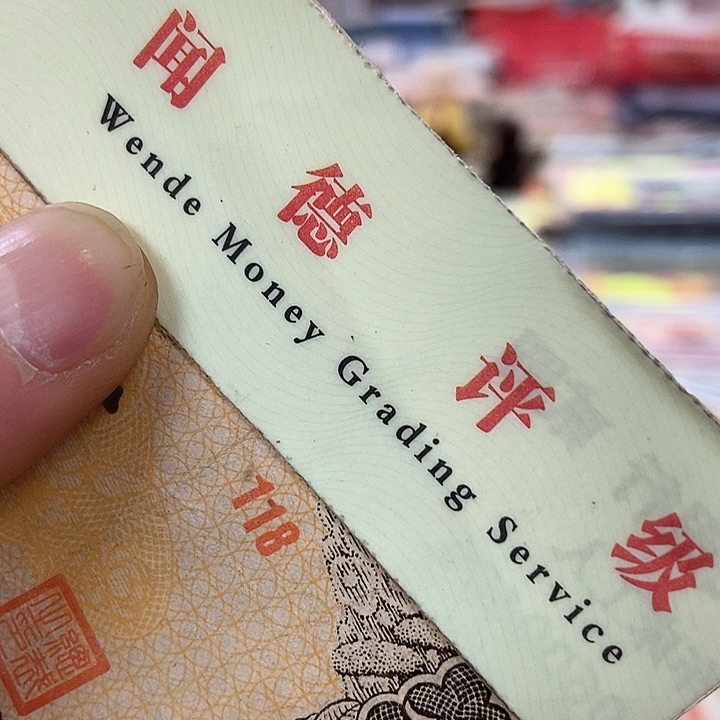 闻德评级
Wende Money Grading Service
118